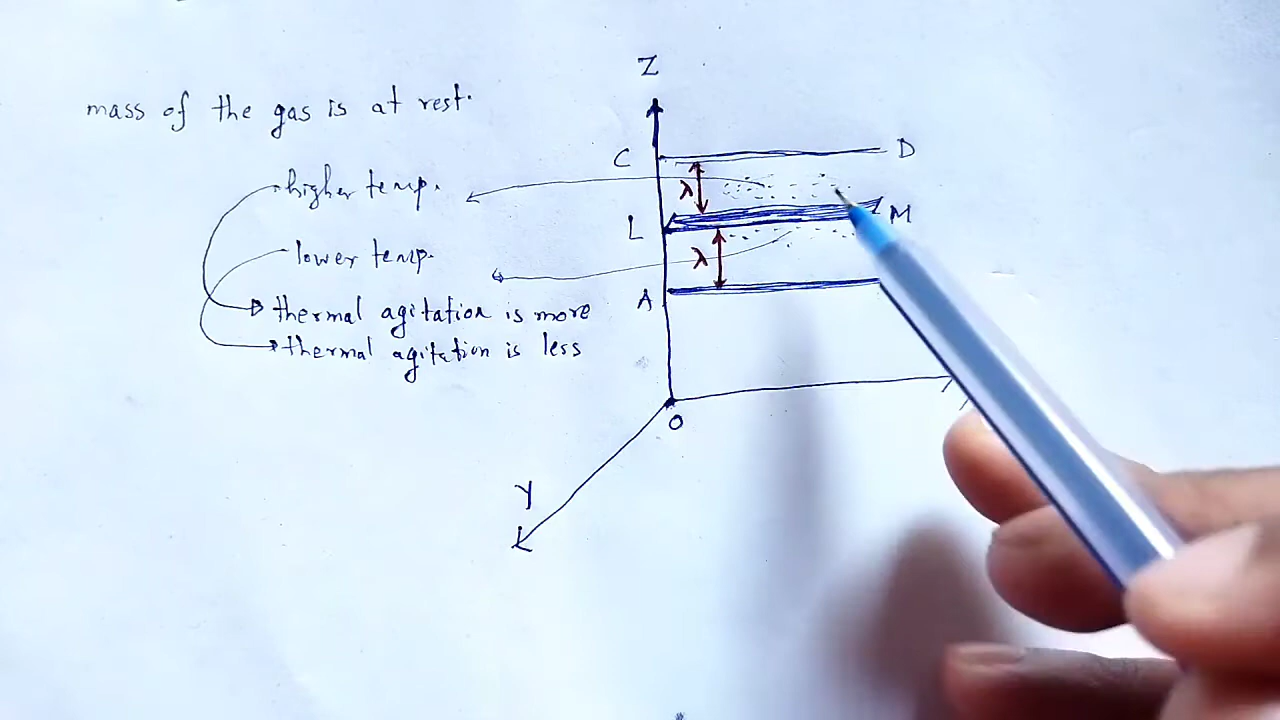 mass of the gas is at rest.
higher temp.
lower temp.
thermal agitation is more
thermal agitation is less
Z
C
D
λ
L
M
λ
A
O
Y